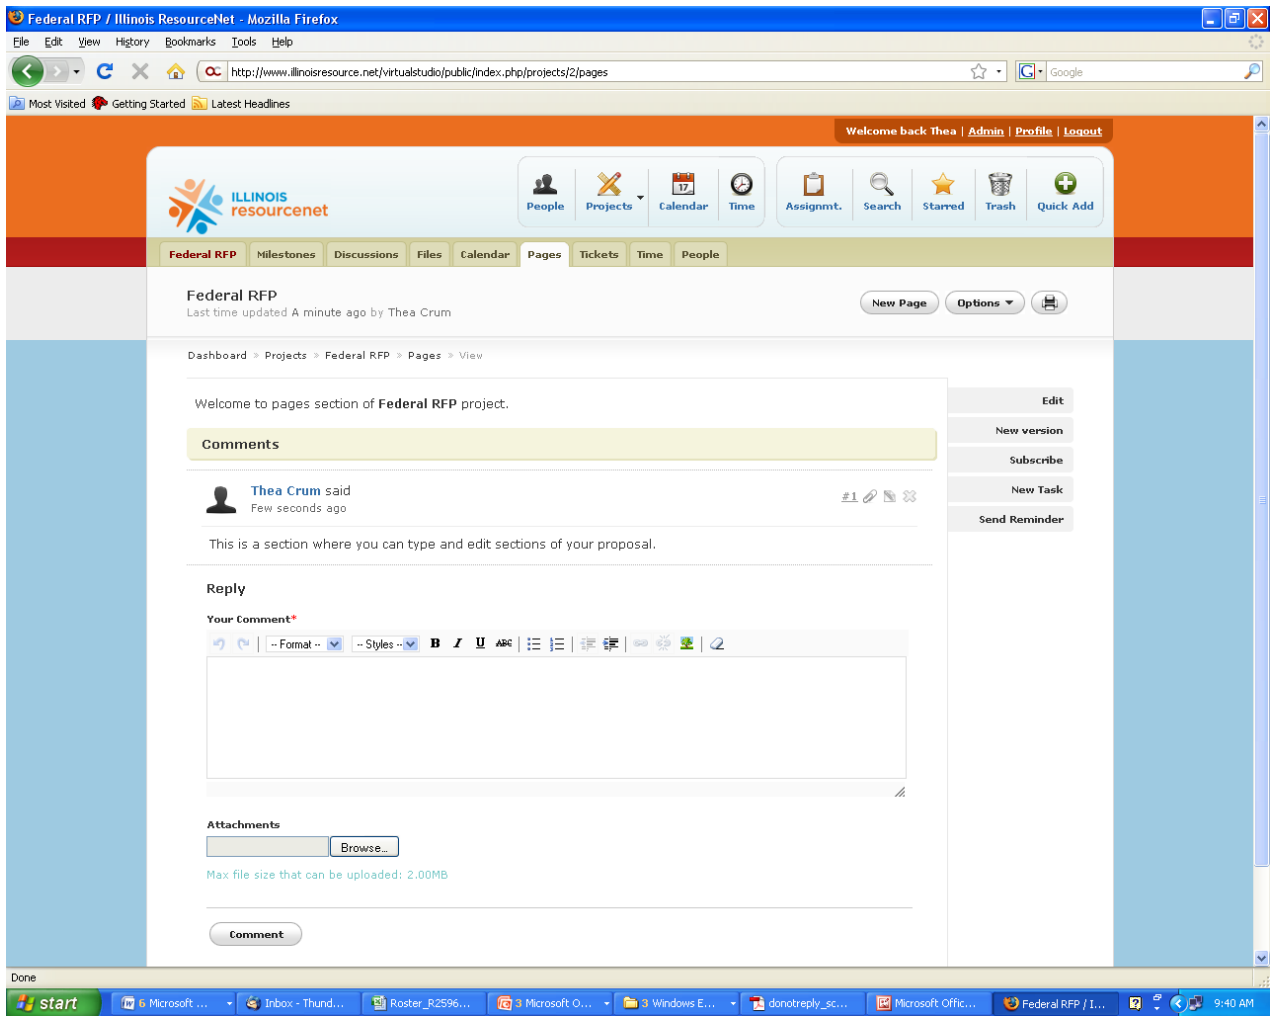 Federal RFP / Illinois ResourceNet - Mozilla Firefox
File Edit View History Bookmarks Tools Help
http://www.illinoisresource.net/virtualstudio/public/index.php/projects/2/pages
G Google
Most Visited Getting Started Latest Headlines
Welcome back Thea | Admin | Profile | Logout
ILLINOIS
resourcenet
17
People Projects Calendar Time Assignmt. Search Starred Trash Quick Add
Federal RFP Milestones Discussions Files Calendar Pages Tickets Time People
Federal RFP
Last time updated A minute ago by Thea Crum
New Page Options
Dashboard » Projects » Federal RFP » Pages » View
Welcome to pages section of Federal RFP project.
Edit
New version
Subscribe
New Task
Send Reminder
Comments
Thea Crum said
#1
Few seconds ago
This is a section where you can type and edit sections of your proposal.
Reply
Your Comment*
-- Format -- -- Styles -- B I U ABC
Attachments
Browse...
Max file size that can be uploaded: 2.00MB
Comment
Done
start 6 Microsoft ... Inbox - Thund... Roster_R2596... 3 Microsoft O... 3 Windows E... donotreply_sc... Microsoft Offic... Federal RFP / I... 9:40 AM